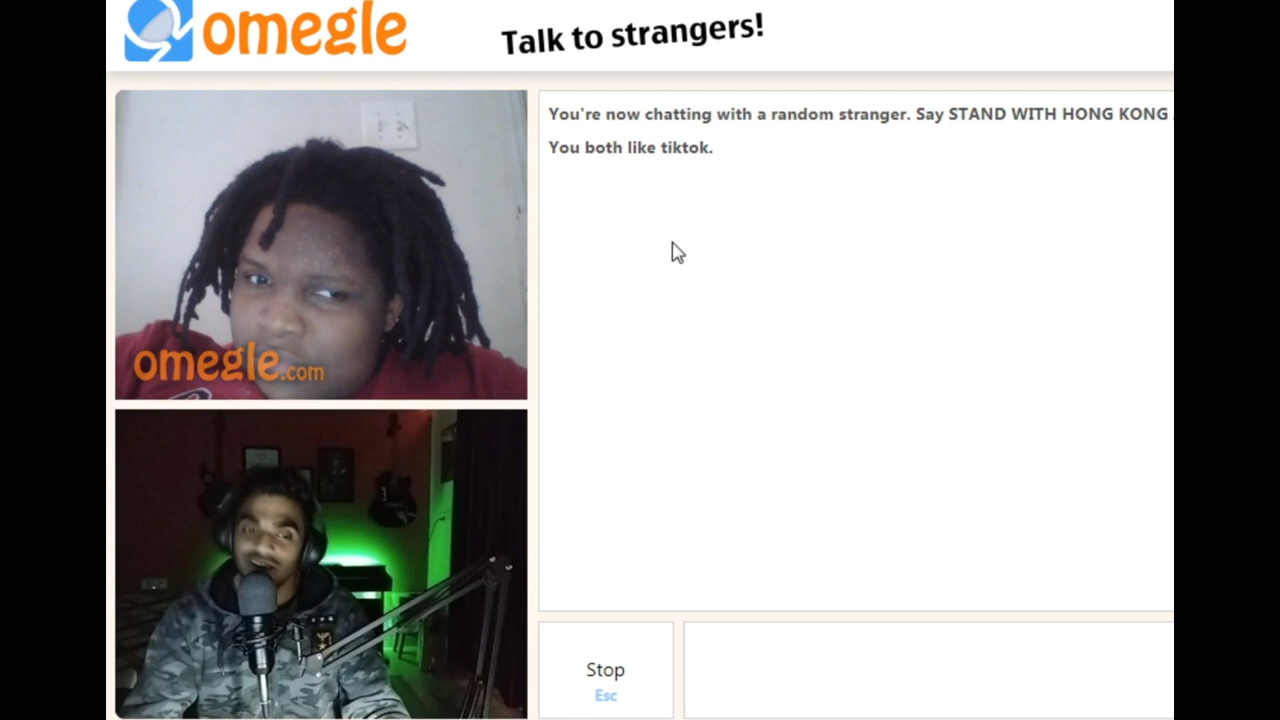 omegle
Talk to strangers!
You're now chatting with a random stranger. Say STAND WITH HONG KONG
You both like tiktok.
omegle.com
Stop
Esc